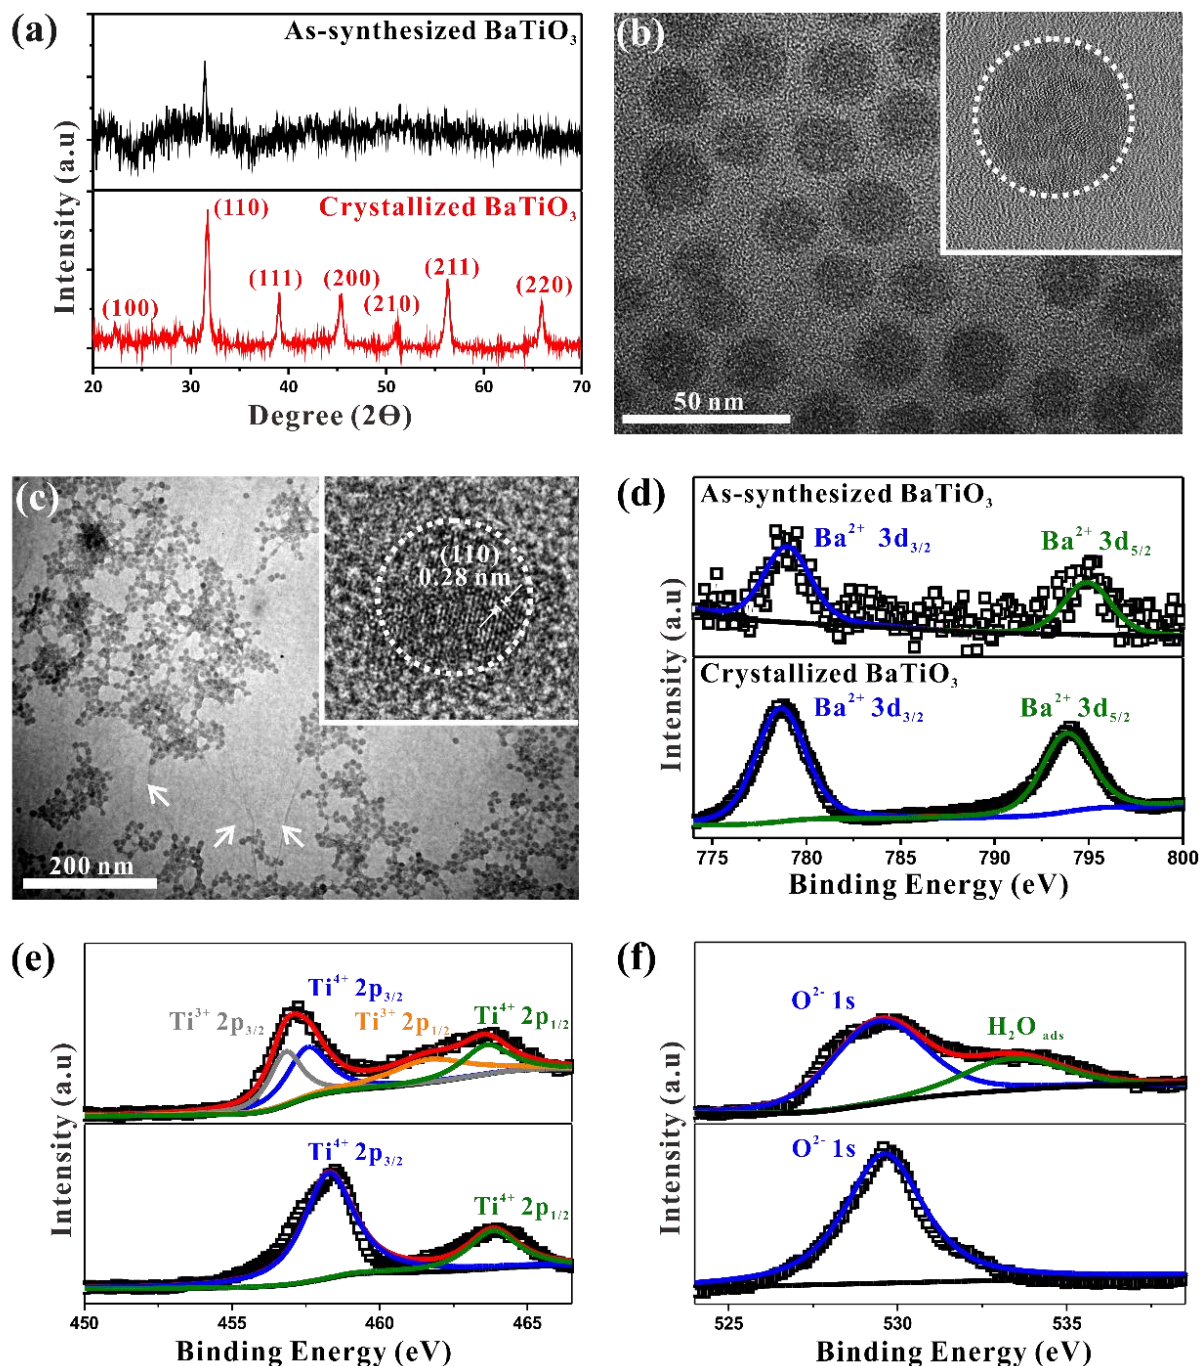 (a)
As-synthesized BaTiO₃
Crystallized BaTiO₃
(100)
(110)
(111)
(200)
(210)
(211)
(220)
Intensity (a.u)
20 30 40 50 60 70
Degree (2Θ)
(b)
50 nm
(c)
(110)
0.28 nm
200 nm
(d)
As-synthesized BaTiO₃
Ba²⁺ 3d₃/₂
Ba²⁺ 3d₅/₂
Crystallized BaTiO₃
Ba²⁺ 3d₃/₂
Ba²⁺ 3d₅/₂
Intensity (a.u)
775 780 785 790 795 800
Binding Energy (eV)
(e)
Ti³⁺ 2p₃/₂
Ti⁴⁺ 2p₃/₂
Ti³⁺ 2p₁/₂
Ti⁴⁺ 2p₁/₂
Ti⁴⁺ 2p₃/₂
Ti⁴⁺ 2p₁/₂
Intensity (a.u)
450 455 460 465
Binding Energy (eV)
(f)
O²⁻ 1s
H₂O ads
O²⁻ 1s
Intensity (a.u)
525 530 535
Binding Energy (eV)